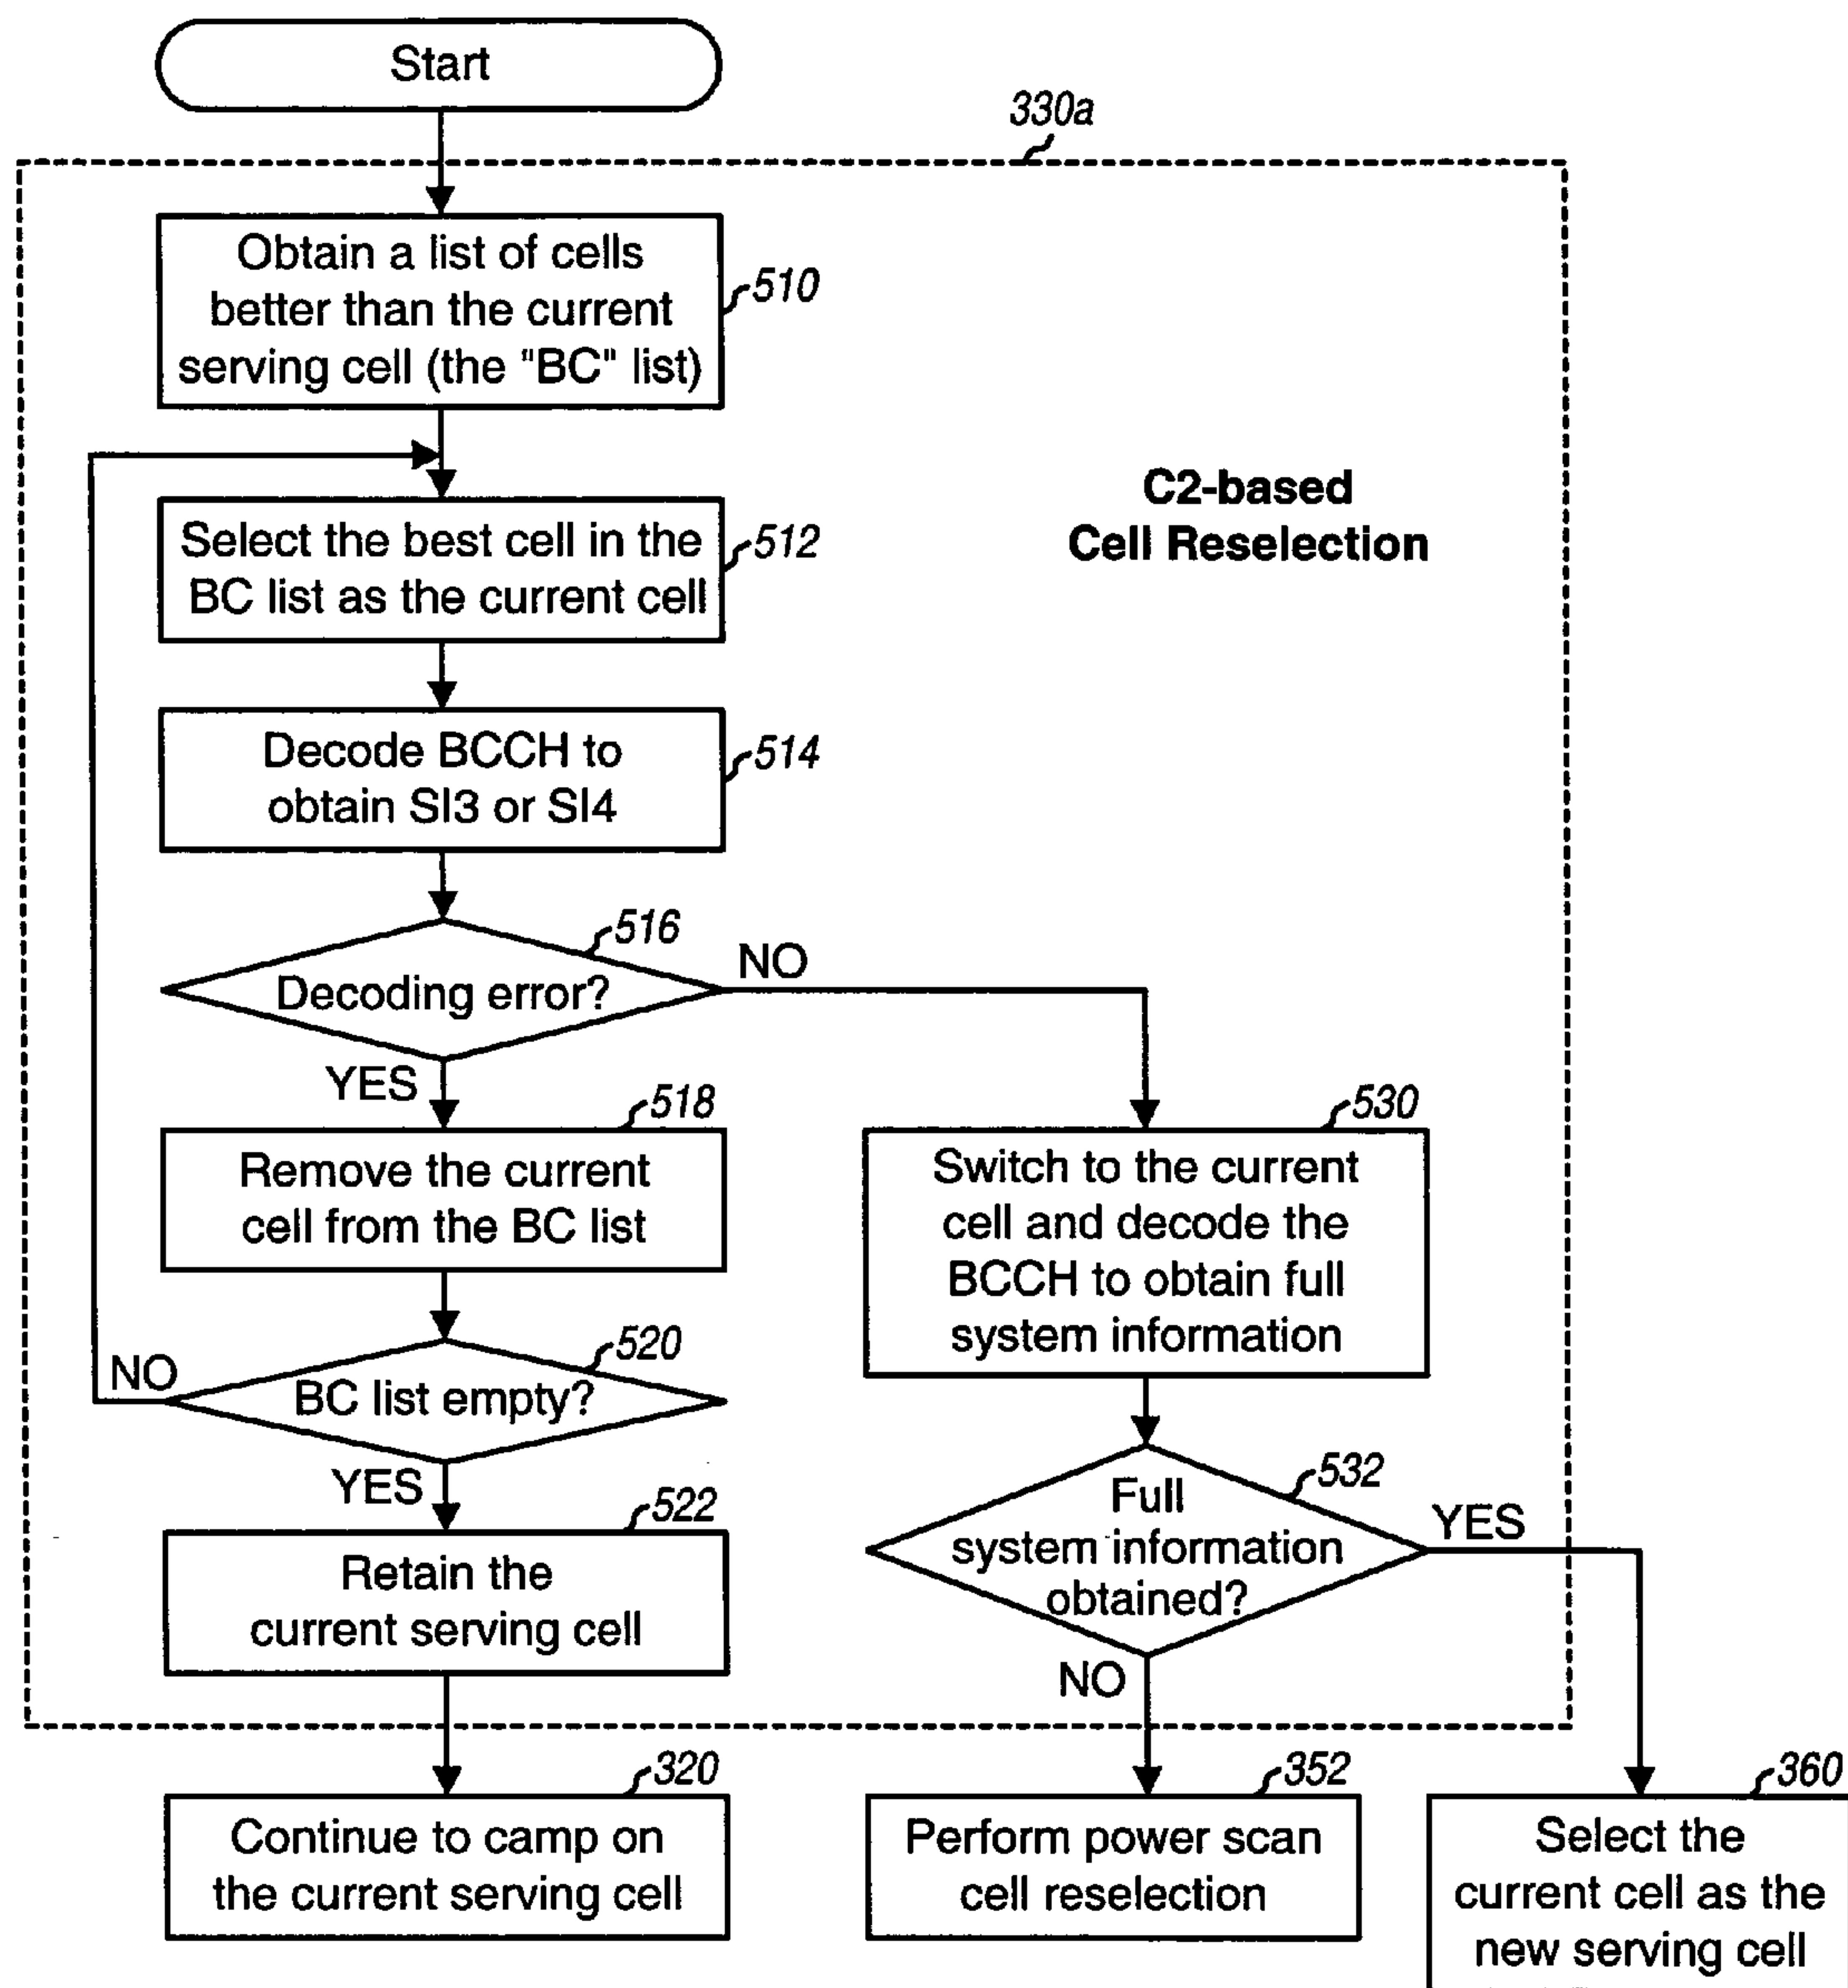 Start
330a
Obtain a list of cells
better than the current
serving cell (the "BC" list)
510
C2-based
Cell Reselection
Select the best cell in the
BC list as the current cell
512
Decode BCCH to
obtain SI3 or SI4
514
516
Decoding error?
NO
YES
518
Remove the current
cell from the BC list
530
Switch to the current
cell and decode the
BCCH to obtain full
system information
520
NO
BC list empty?
YES
532
Full
system information
obtained?
YES
NO
522
Retain the
current serving cell
320
Continue to camp on
the current serving cell
352
Perform power scan
cell reselection
360
Select the
current cell as the
new serving cell